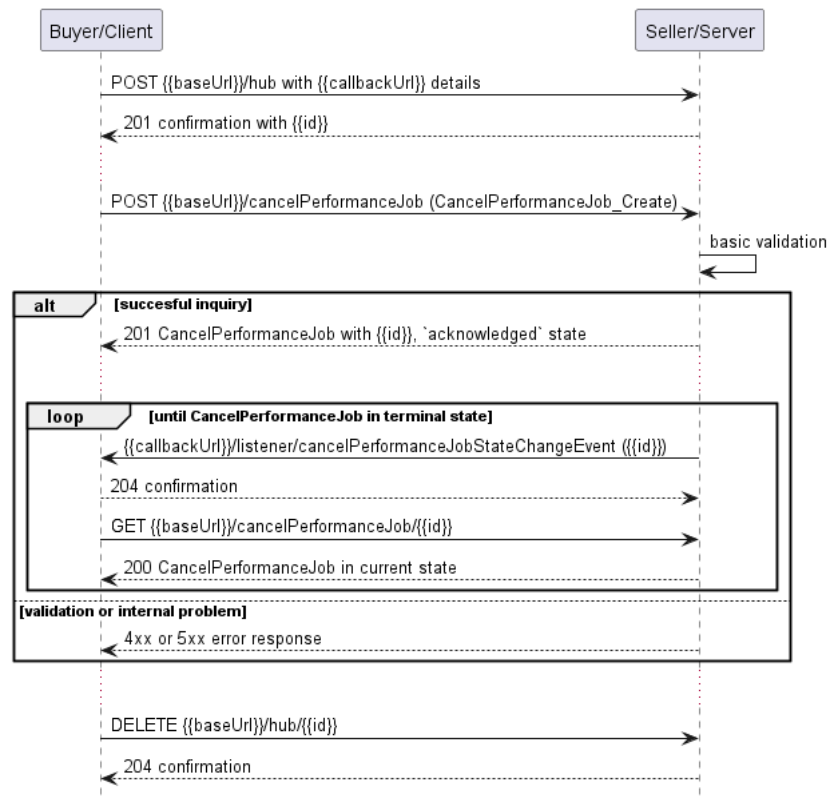 Buyer/Client
Seller/Server
POST {{baseUrl}}/hub with {{callbackUrl}} details
201 confirmation with {{id}}
POST {{baseUrl}}/cancelPerformanceJob (CancelPerformanceJob_Create)
basic validation
alt [succesful inquiry]
201 CancelPerformanceJob with {{id}}, `acknowledged` state
loop [until CancelPerformanceJob in terminal state]
{{callbackUrl}}/listener/cancelPerformanceJobStateChangeEvent ({{id}})
204 confirmation
GET {{baseUrl}}/cancelPerformanceJob/{{id}}
200 CancelPerformanceJob in current state
[validation or internal problem]
4xx or 5xx error response
DELETE {{baseUrl}}/hub/{{id}}
204 confirmation